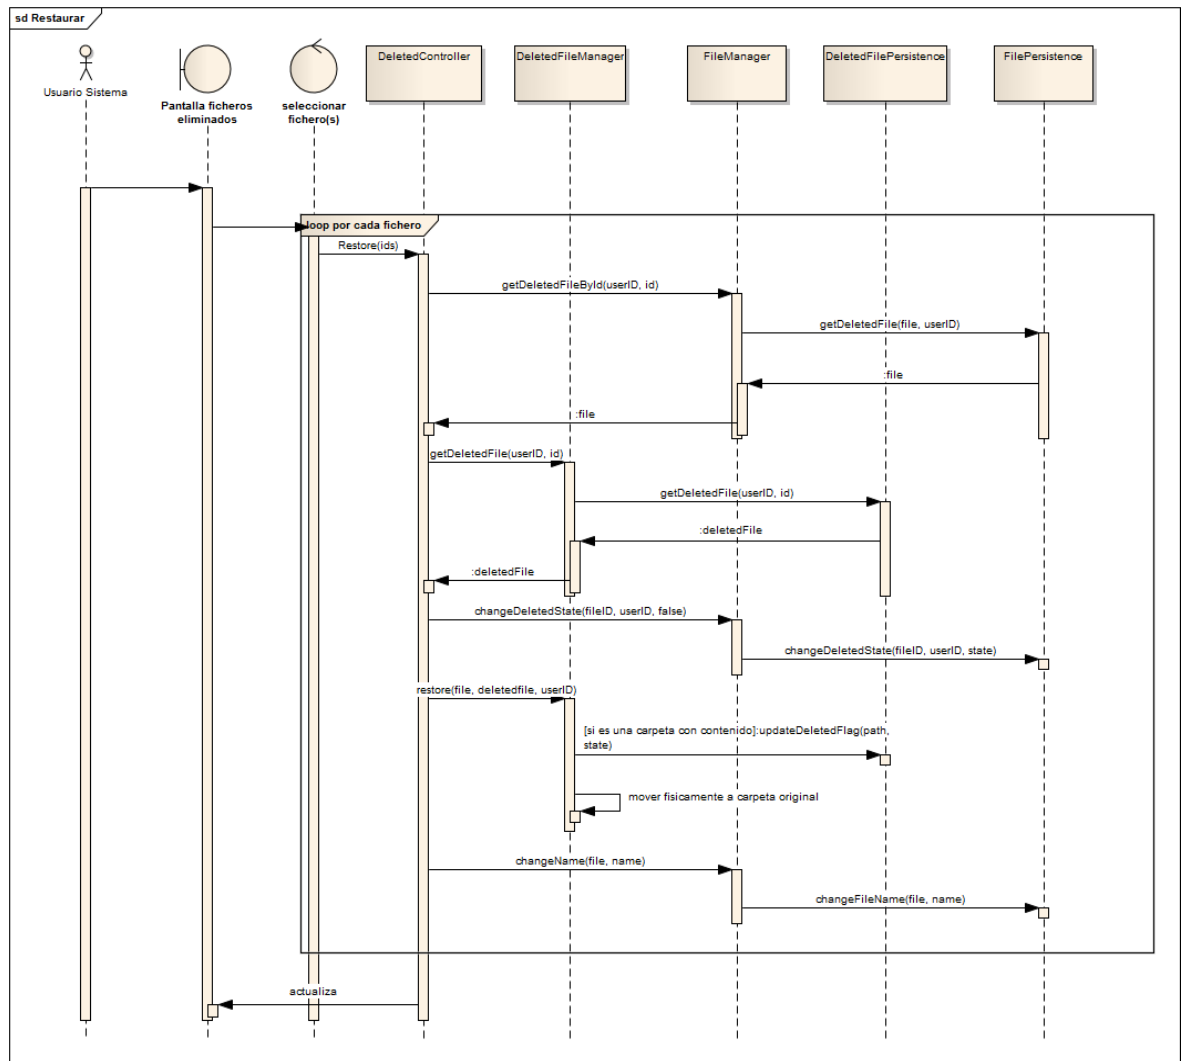 sd Restaurar
Usuario Sistema
Pantalla ficheros
eliminados
seleccionar
fichero(s)
DeletedController
DeletedFileManager
FileManager
DeletedFilePersistence
FilePersistence
loop por cada fichero
Restore(ids)
getDeletedFileById(userID, id)
getDeletedFile(file, userID)
:file
:file
getDeletedFile(userID, id)
getDeletedFile(userID, id)
:deletedFile
:deletedFile
changeDeletedState(fileID, userID, false)
changeDeletedState(fileID, userID, state)
restore(file, deletedfile, userID)
[si es una carpeta con contenido]:updateDeletedFlag(path,
state)
mover fisicamente a carpeta original
changeName(file, name)
changeFileName(file, name)
actualiza